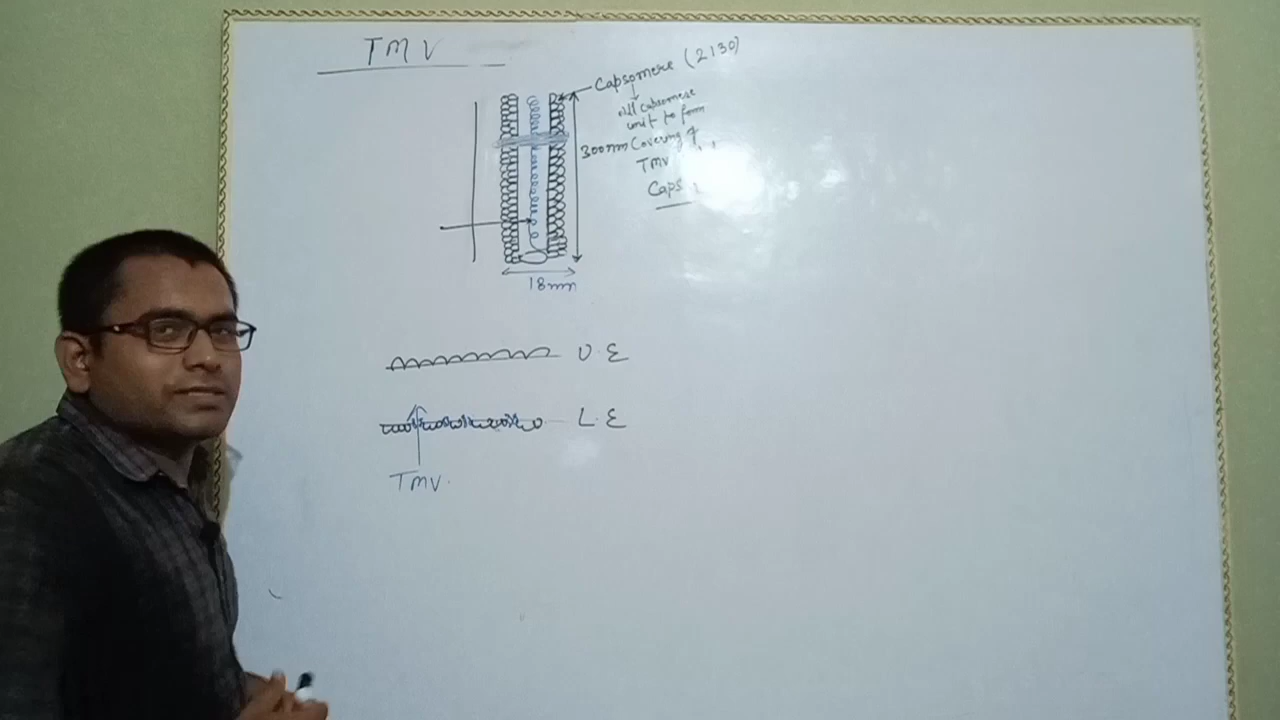 TMV
Capsomere (2130)
all capsomere
unit to form
300nm Covering of
TMV
Caps
18nm
U.E
L.E
TMV.